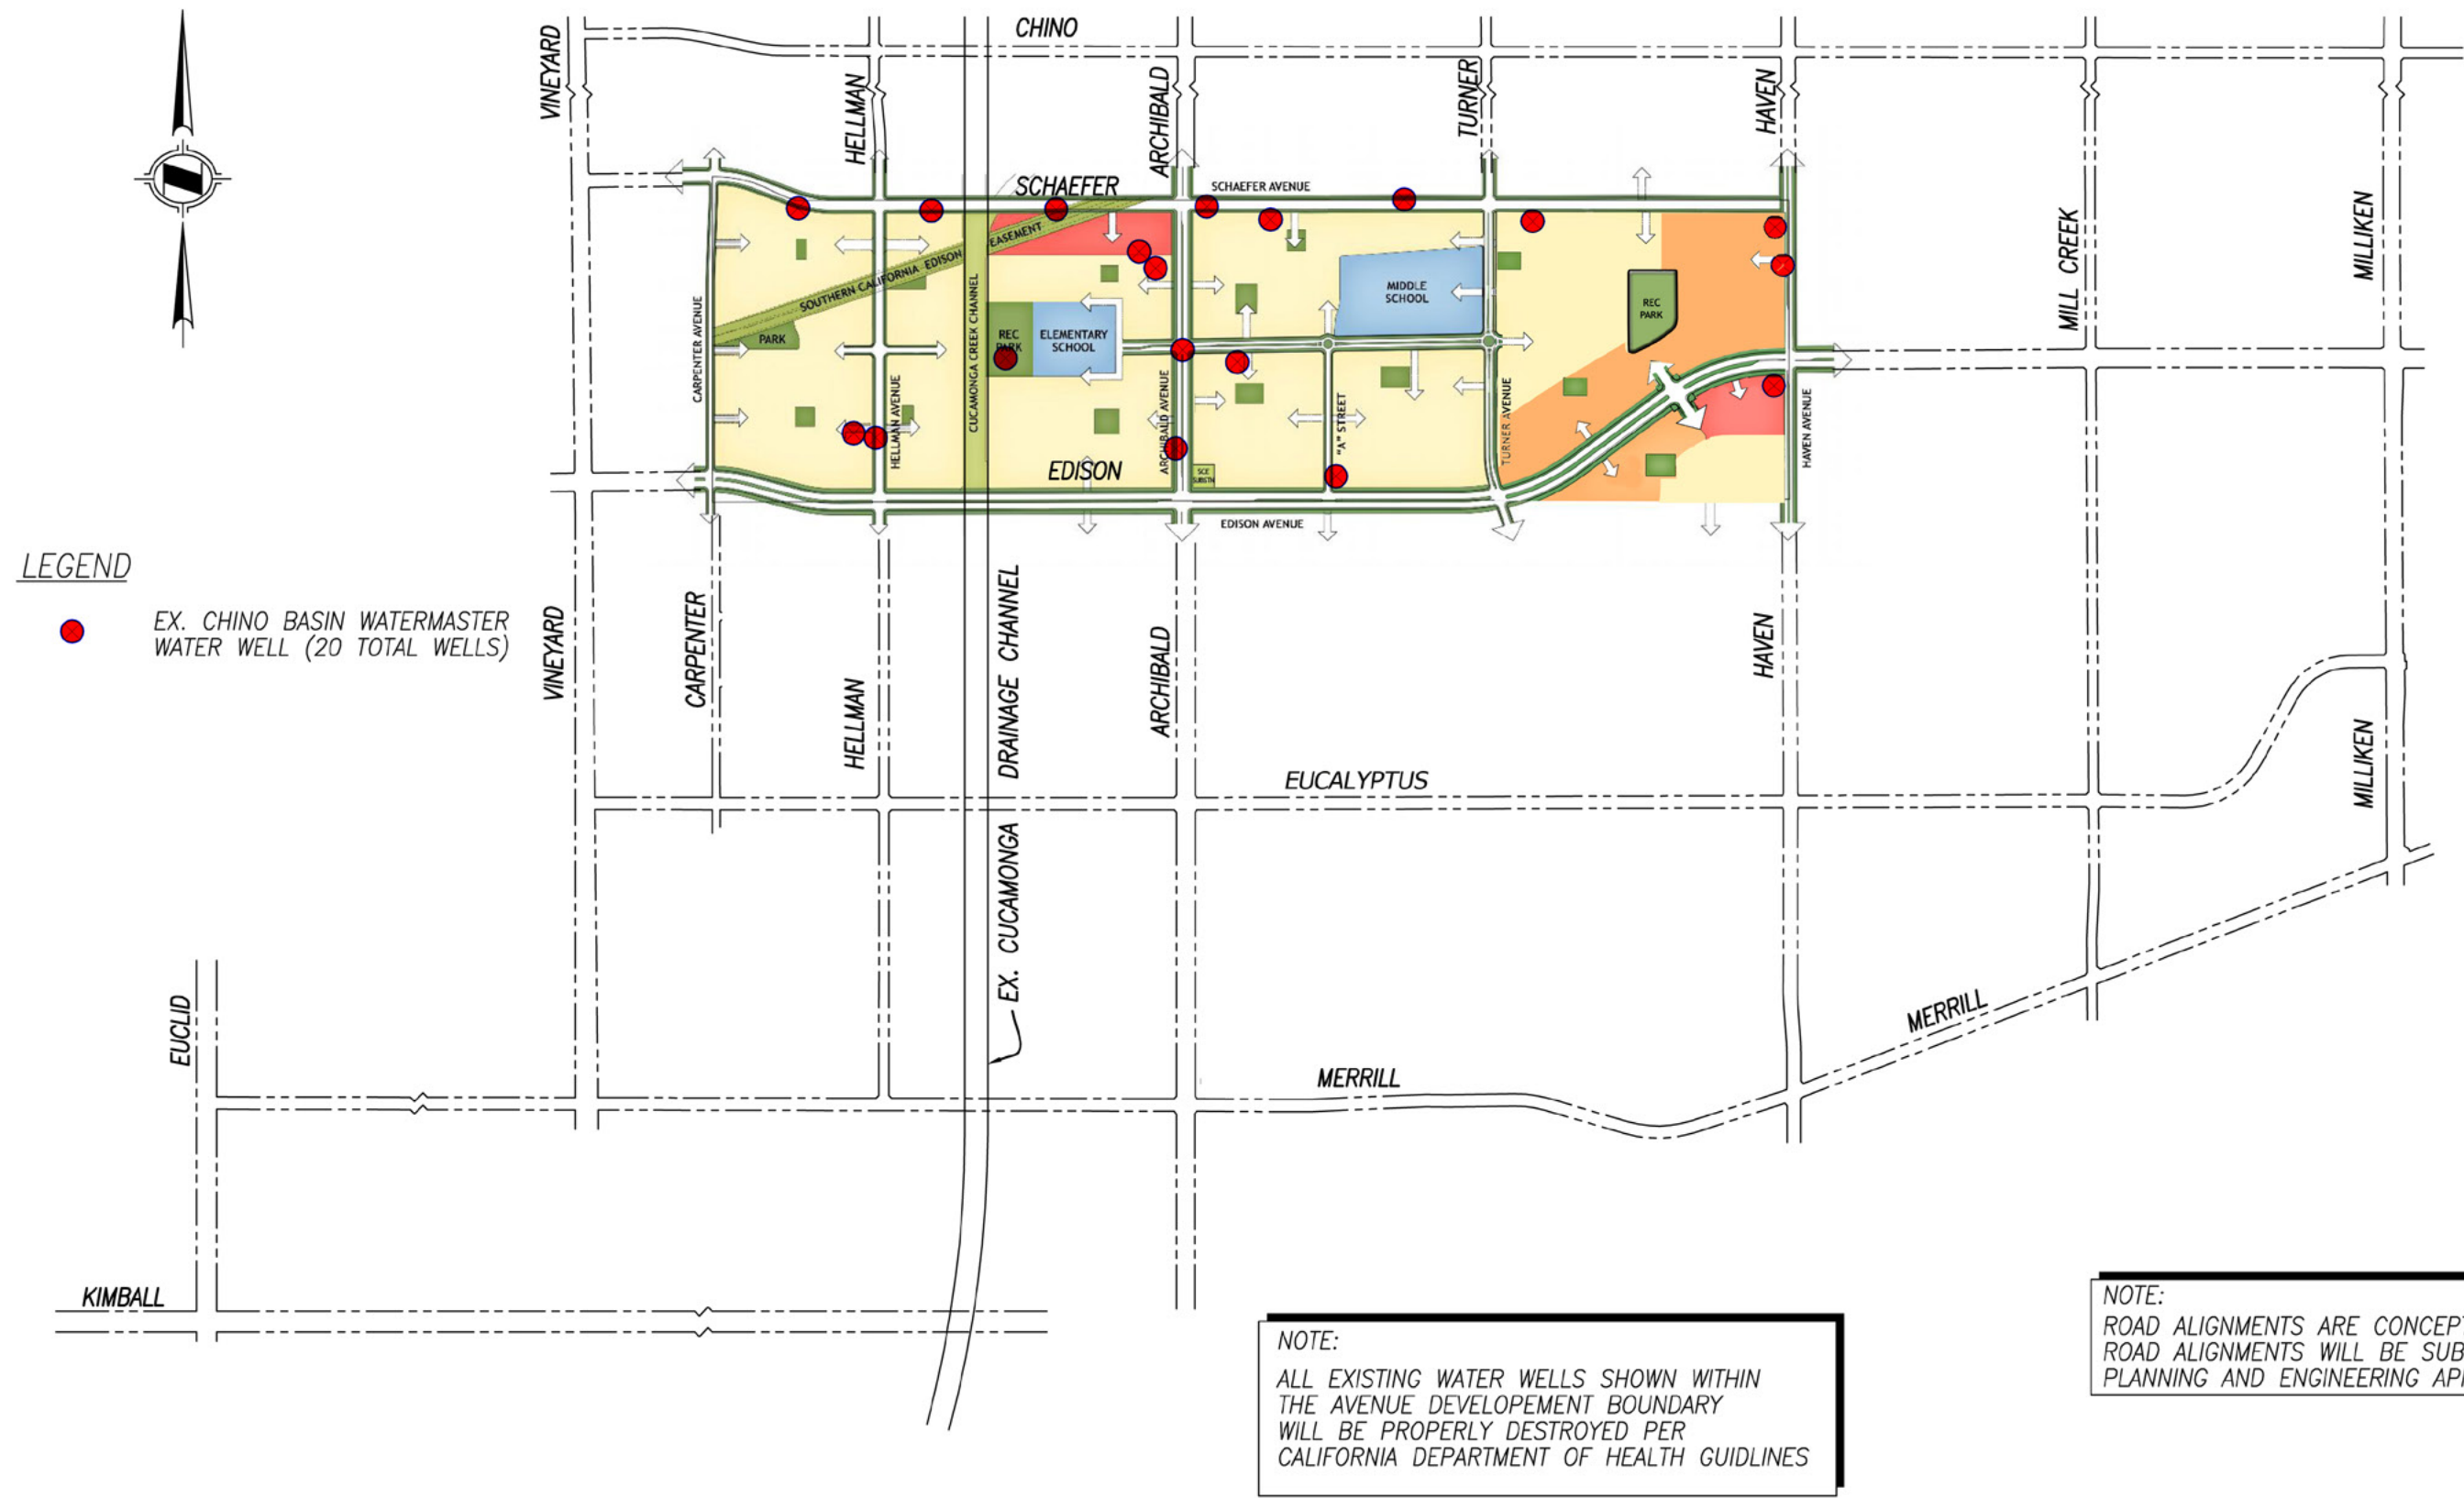 CHINO
VINEYARD
HELLMAN
ARCHIBALD
TURNER
HAVEN
MILL CREEK
MILLIKEN
SCHAEFER
SCHAEFER AVENUE
SOUTHERN CALIFORNIA EDISON EASEMENT
CARPENTER AVENUE
PARK
HELLMAN AVENUE
CUCAMONGA CREEK CHANNEL
REC
PARK
ELEMENTARY
SCHOOL
ARCHIBALD AVENUE
MIDDLE
SCHOOL
"A" STREET
TURNER AVENUE
REC
PARK
HAVEN AVENUE
SCE
SUBSTN
EDISON
EDISON AVENUE
LEGEND
EX. CHINO BASIN WATERMASTER
WATER WELL (20 TOTAL WELLS)
VINEYARD
CARPENTER
HELLMAN
EX. CUCAMONGA DRAINAGE CHANNEL
ARCHIBALD
HAVEN
MILLIKEN
EUCALYPTUS
EUCLID
MERRILL
MERRILL
KIMBALL
NOTE:
ALL EXISTING WATER WELLS SHOWN WITHIN
THE AVENUE DEVELOPEMENT BOUNDARY
WILL BE PROPERLY DESTROYED PER
CALIFORNIA DEPARTMENT OF HEALTH GUIDLINES
NOTE:
ROAD ALIGNMENTS ARE
ROAD ALIGNMENTS WILL BE
PLANNING AND ENGINEERING